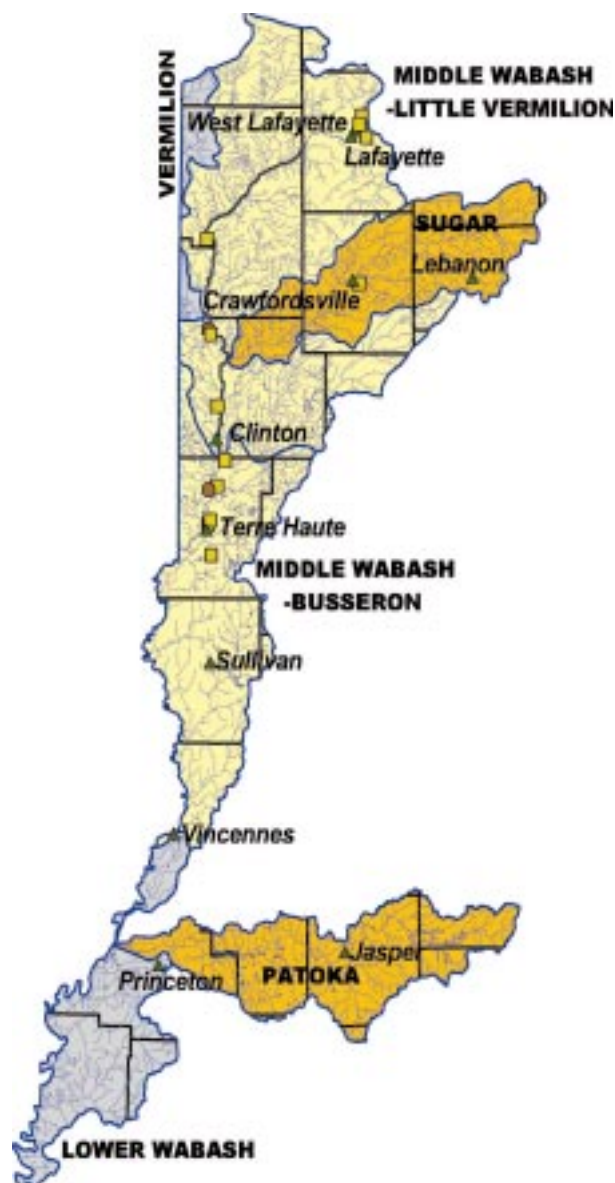 VERMILION
MIDDLE WABASH
-LITTLE VERMILION
West Lafayette
Lafayette
SUGAR
Lebanon
Crawfordsville
Clinton
Terre Haute
MIDDLE WABASH
-BUSSERON
Sullivan
Vincennes
Jasper
Princeton
PATOKA
LOWER WABASH